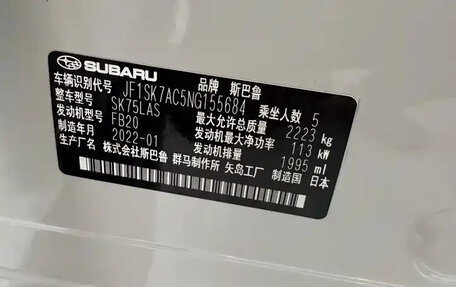 SUBARU 品牌 斯巴鲁
车辆识别代号 JF1SK7AC5NG155684 乘坐人数 5
整车型号 SK75LAS 最大允许总质量 2223 kg
发动机型号 FB20 发动机最大净功率 113 kW
制造年月 2022-01 发动机排量 1995 ml
生产厂名 株式会社斯巴鲁 群马制作所 矢岛工厂 制造国 日本